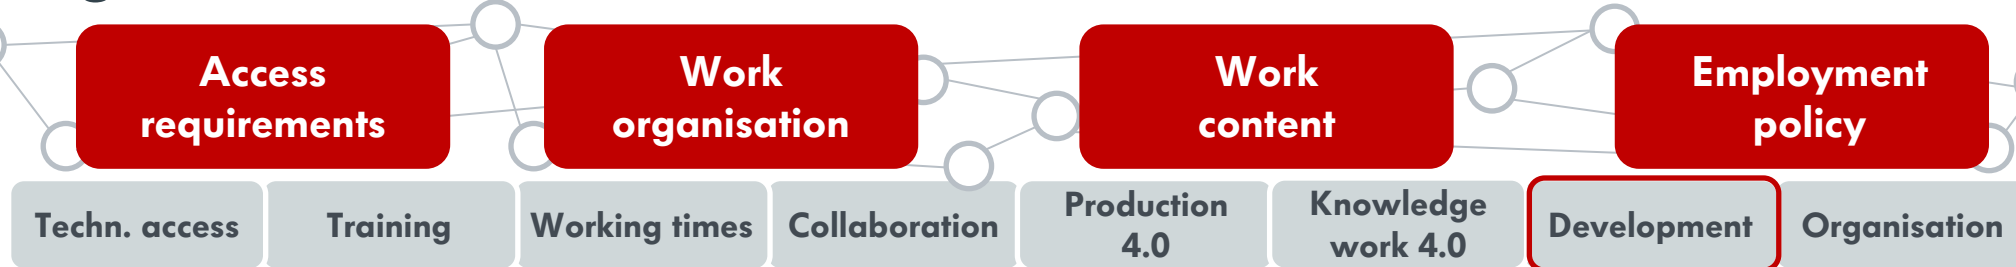 Access
requirements
Work
organisation
Work
content
Employment
policy
Techn. access
Training
Working times
Collaboration
Production
4.0
Knowledge
work 4.0
Development
Organisation